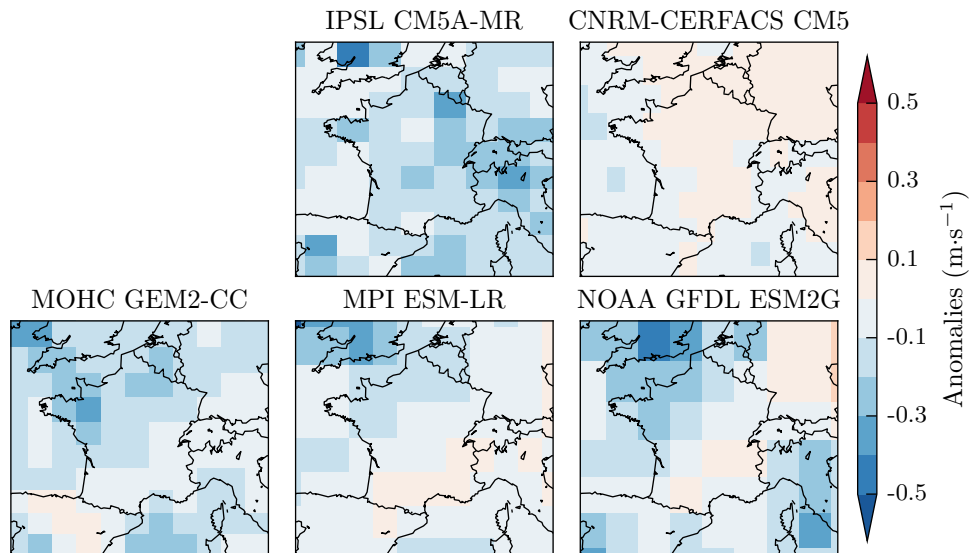 IPSL CM5A-MR
CNRM-CERFACS CM5
MOHC GEM2-CC
MPI ESM-LR
NOAA GFDL ESM2G
0.5
0.3
0.1
-0.1
-0.3
-0.5
Anomalies (m·s⁻¹)